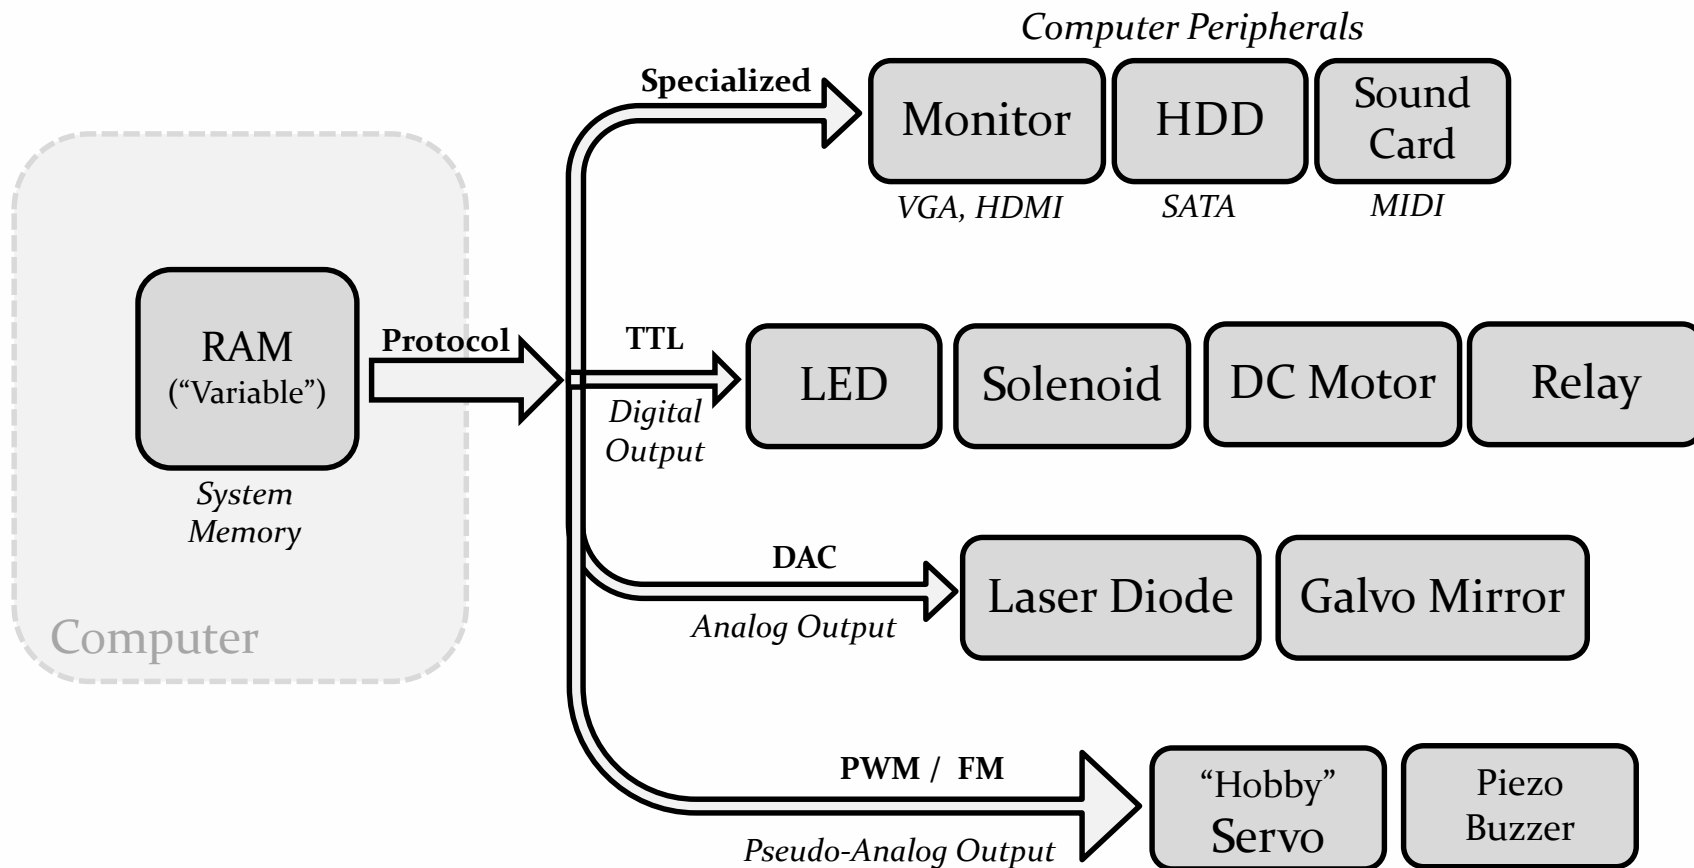 Computer Peripherals
Specialized
Monitor
HDD
Sound
Card
VGA, HDMI
SATA
MIDI
RAM
(“Variable”)
System
Memory
Computer
Protocol
TTL
Digital
Output
LED
Solenoid
DC Motor
Relay
DAC
Analog Output
Laser Diode
Galvo Mirror
PWM / FM
Pseudo-Analog Output
“Hobby”
Servo
Piezo
Buzzer